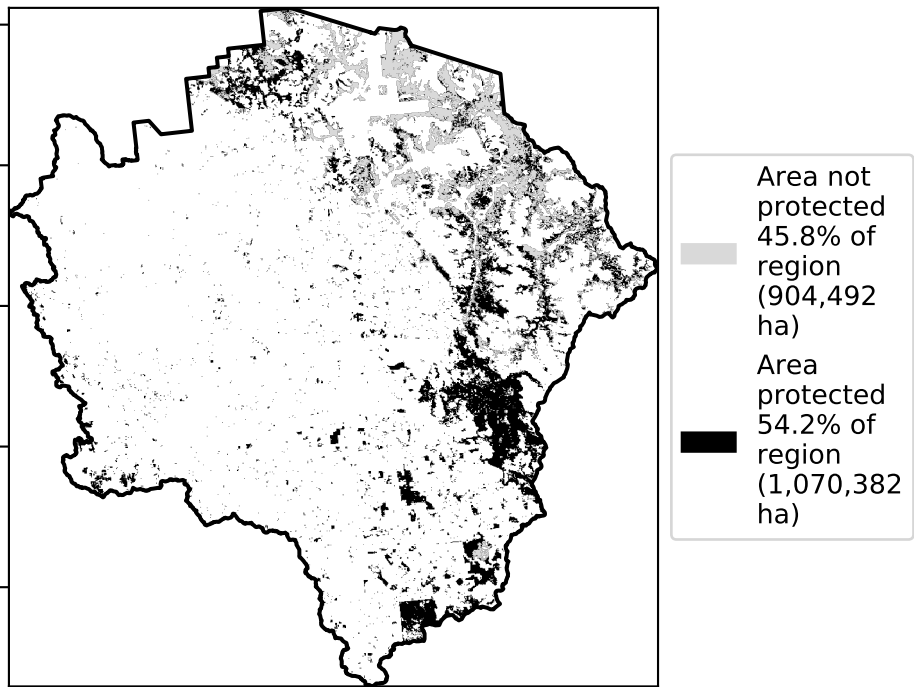 Area not
protected
45.8% of
region
(904,492
ha)
Area
protected
54.2% of
region
(1,070,382
ha)